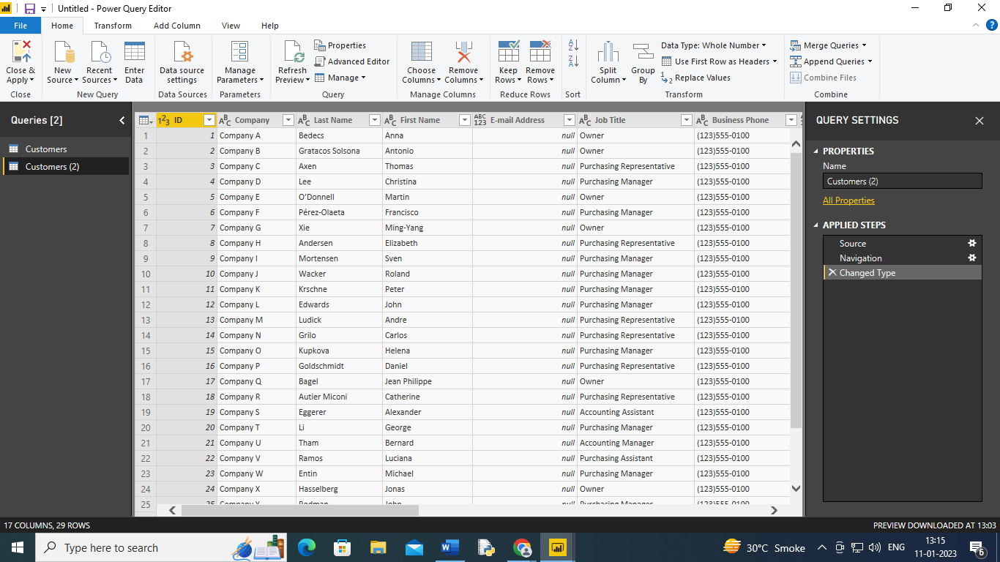 Untitled - Power Query Editor
File Home Transform Add Column View Help
Close & Apply New Source Recent Sources Enter Data Data source settings Manage Parameters Refresh Preview Properties Advanced Editor Manage Choose Columns Remove Columns Keep Rows Remove Rows Split Column Group By Data Type: Whole Number Use First Row as Headers Replace Values Merge Queries Append Queries Combine Files
Close New Query Data Sources Parameters Query Manage Columns Reduce Rows Sort Transform Combine
Queries [2]
Customers
Customers (2)
ID Company Last Name First Name E-mail Address Job Title Business Phone
1 1 Company A Bedecs Anna null Owner (123)555-0100
2 2 Company B Gratacos Solsona Antonio null Owner (123)555-0100
3 3 Company C Axen Thomas null Purchasing Representative (123)555-0100
4 4 Company D Lee Christina null Purchasing Manager (123)555-0100
5 5 Company E O’Donnell Martin null Owner (123)555-0100
6 6 Company F Pérez-Olaeta Francisco null Purchasing Manager (123)555-0100
7 7 Company G Xie Ming-Yang null Owner (123)555-0100
8 8 Company H Andersen Elizabeth null Purchasing Representative (123)555-0100
9 9 Company I Mortensen Sven null Purchasing Manager (123)555-0100
10 10 Company J Wacker Roland null Purchasing Manager (123)555-0100
11 11 Company K Krschne Peter null Purchasing Manager (123)555-0100
12 12 Company L Edwards John null Purchasing Manager (123)555-0100
13 13 Company M Ludick Andre null Purchasing Representative (123)555-0100
14 14 Company N Grilo Carlos null Purchasing Representative (123)555-0100
15 15 Company O Kupkova Helena null Purchasing Manager (123)555-0100
16 16 Company P Goldschmidt Daniel null Purchasing Representative (123)555-0100
17 17 Company Q Bagel Jean Philippe null Owner (123)555-0100
18 18 Company R Autier Miconi Catherine null Purchasing Representative (123)555-0100
19 19 Company S Eggerer Alexander null Accounting Assistant (123)555-0100
20 20 Company T Li George null Purchasing Manager (123)555-0100
21 21 Company U Tham Bernard null Accounting Manager (123)555-0100
22 22 Company V Ramos Luciana null Purchasing Assistant (123)555-0100
23 23 Company W Entin Michael null Purchasing Manager (123)555-0100
24 24 Company X Hasselberg Jonas null Owner (123)555-0100
25 25 Company Y Rodman John null Purchasing Manager (123)555-0100
QUERY SETTINGS
PROPERTIES
Name
Customers (2)
All Properties
APPLIED STEPS
Source
Navigation
Changed Type
17 COLUMNS, 29 ROWS PREVIEW DOWNLOADED AT 13:03
Type here to search 30°C Smoke ENG 13:15
11-01-2023 6